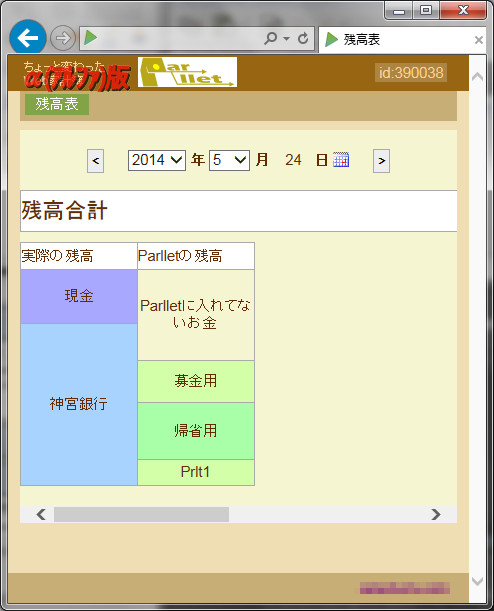 残高表
ちょっと変わった
α(アルファ)版
Parllet
id:390038
残高表
< 2014 年 5 月 24 日 >
残高合計
実際の残高 Parlletの残高
現金
Parlletに入れてな
いお金
神宮銀行
募金用
帰省用
Prlt1